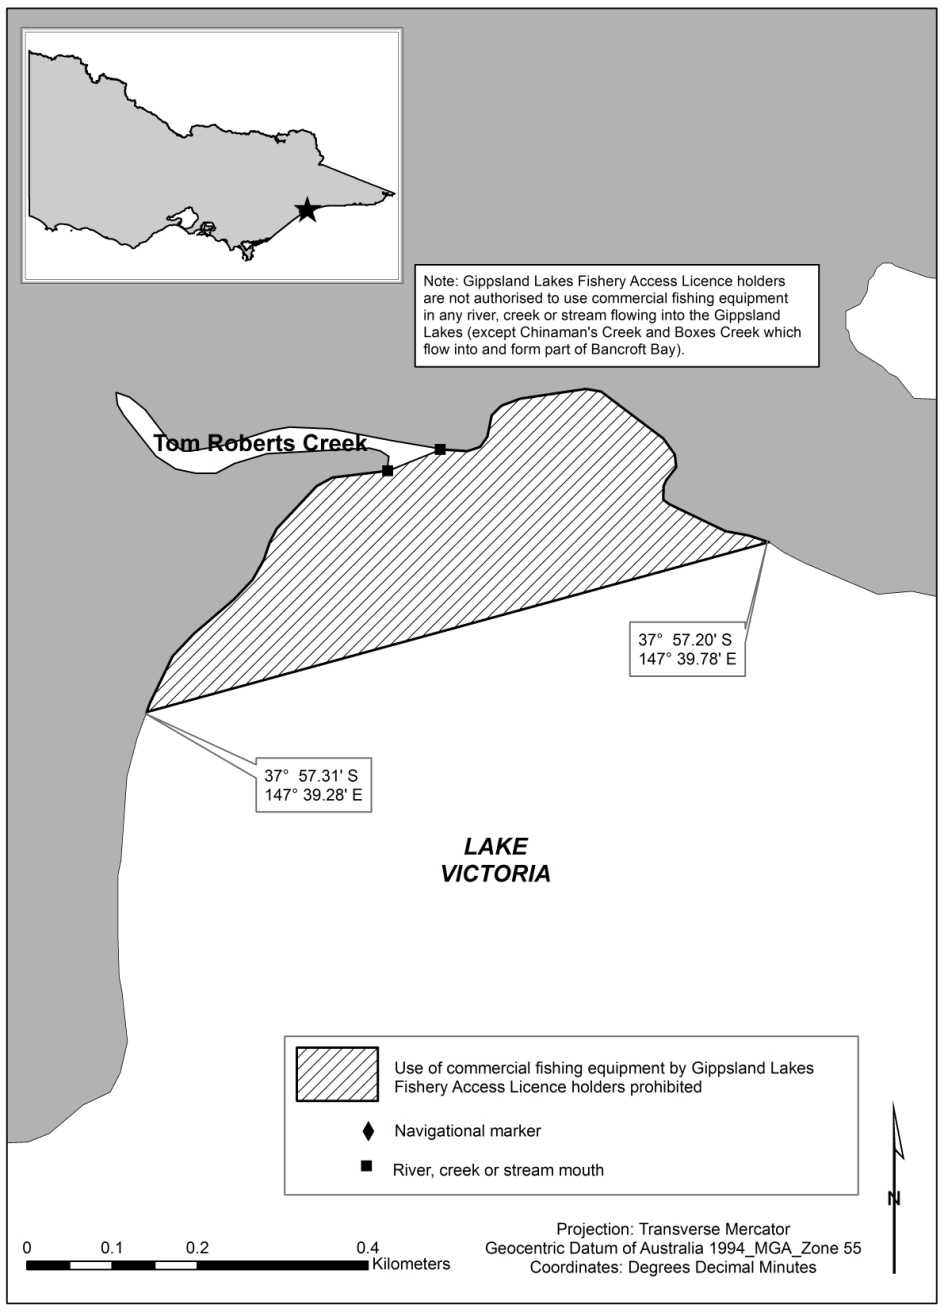 Note: Gippsland Lakes Fishery Access Licence holders
are not authorised to use commercial fishing equipment
in any river, creek or stream flowing into the Gippsland
Lakes (except Chinaman's Creek and Boxes Creek which
flow into and form part of Bancroft Bay).
Tom Roberts Creek
37° 57.20' S
147° 39.78' E
37° 57.31' S
147° 39.28' E
LAKE
VICTORIA
Use of commercial fishing equipment by Gippsland Lakes
Fishery Access Licence holders prohibited
Navigational marker
River, creek or stream mouth
N
0 0.1 0.2 0.4
Kilometers
Projection: Transverse Mercator
Geocentric Datum of Australia 1994_MGA_Zone 55
Coordinates: Degrees Decimal Minutes